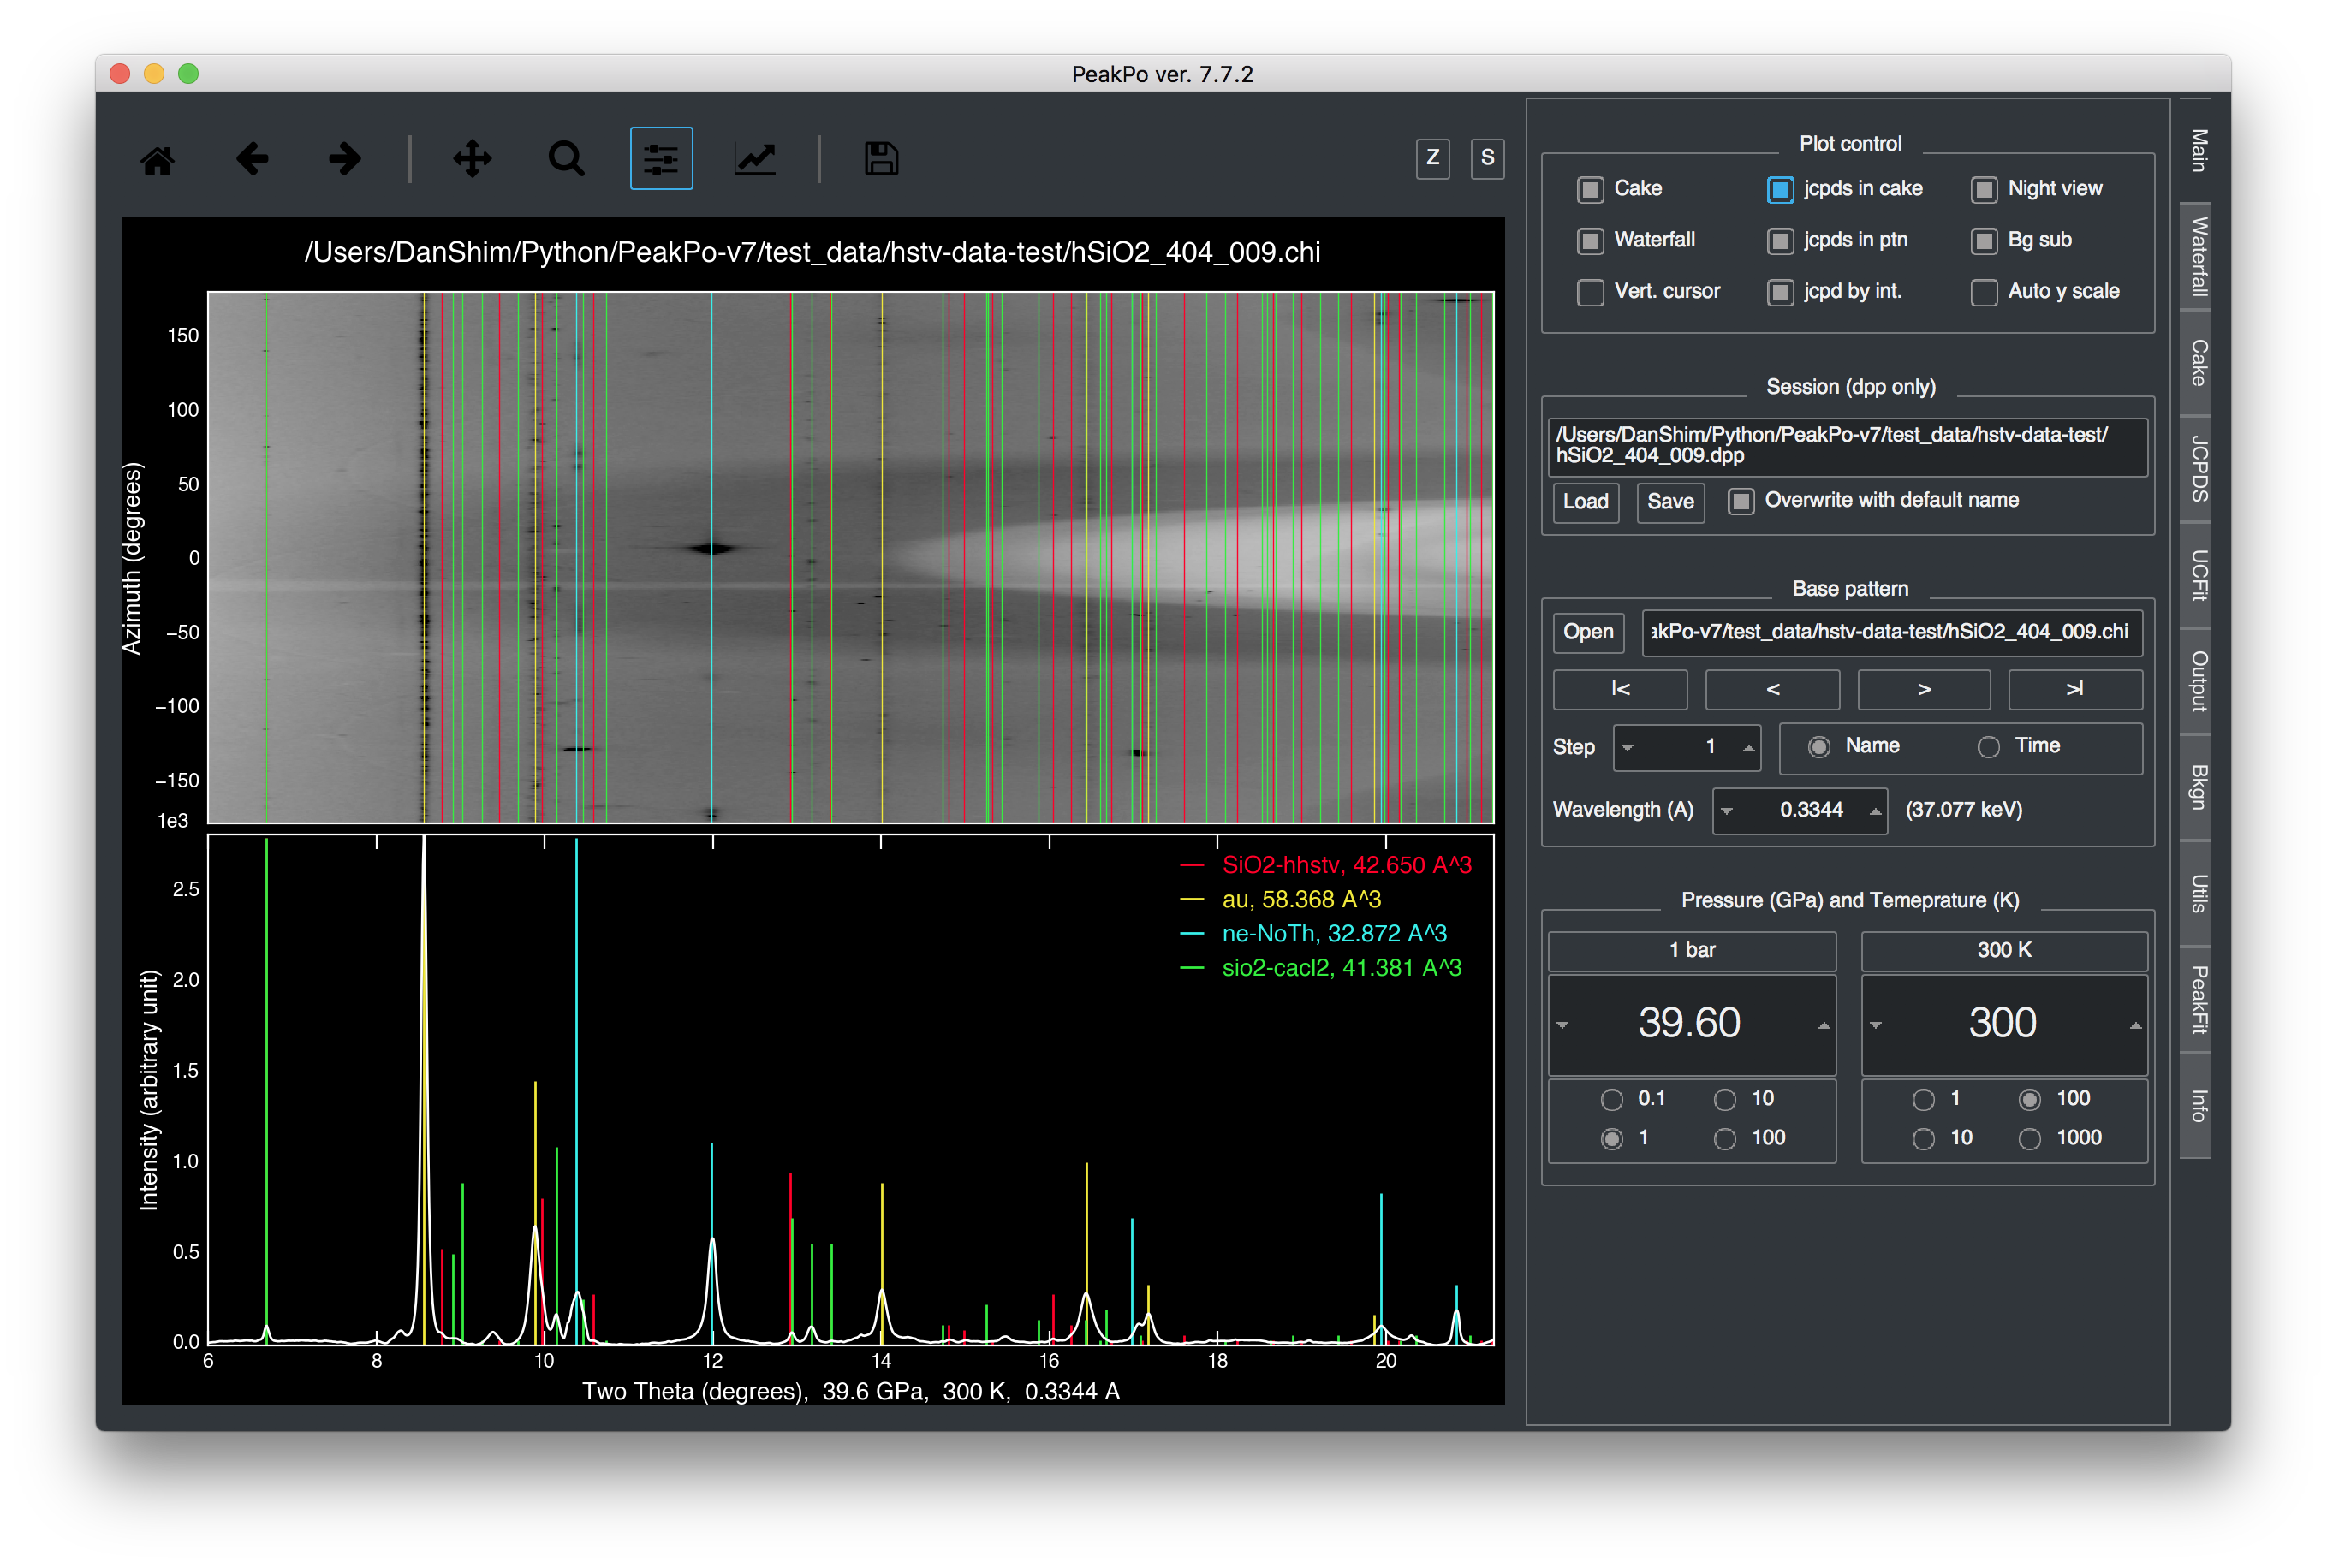 PeakPo ver. 7.7.2
Z
S
/Users/DanShim/Python/PeakPo-v7/test_data/hstv-data-test/hSiO2_404_009.chi
Azimuth (degrees)
150
100
50
0
−50
−100
−150
1e3
Intensity (arbitrary unit)
2.5
2.0
1.5
1.0
0.5
0.0
SiO2-hhstv, 42.650 A^3
au, 58.368 A^3
ne-NoTh, 32.872 A^3
sio2-cacl2, 41.381 A^3
6 8 10 12 14 16 18 20
Two Theta (degrees), 39.6 GPa, 300 K, 0.3344 A
Plot control
Cake jcpds in cake Night view
Waterfall jcpds in ptn Bg sub
Vert. cursor jcpd by int. Auto y scale
Session (dpp only)
/Users/DanShim/Python/PeakPo-v7/test_data/hstv-data-test/
hSiO2_404_009.dpp
Load Save Overwrite with default name
Base pattern
Open akPo-v7/test_data/hstv-data-test/hSiO2_404_009.chi
|< < > >|
Step 1 Name Time
Wavelength (A) 0.3344 (37.077 keV)
Pressure (GPa) and Temeprature (K)
1 bar 300 K
39.60 300
0.1 10 1 100
1 100 10 1000
Main
Waterfall
Cake
JCPDS
UCFit
Output
Bkgn
Utils
PeakFit
Info